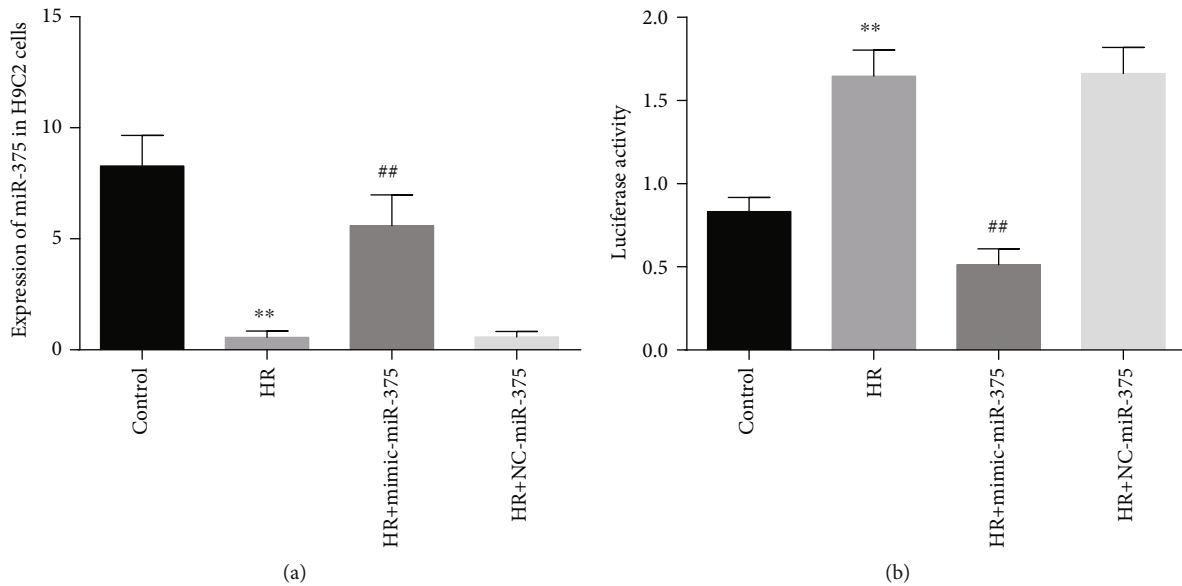 Expression of miR-375 in H9C2 cells
15
10
5
0
**
##
Control
HR
HR+mimic-miR-375
HR+NC-miR-375
(a)
Luciferase activity
2.0
1.5
1.0
0.5
0.0
**
##
Control
HR
HR+mimic-miR-375
HR+NC-miR-375
(b)